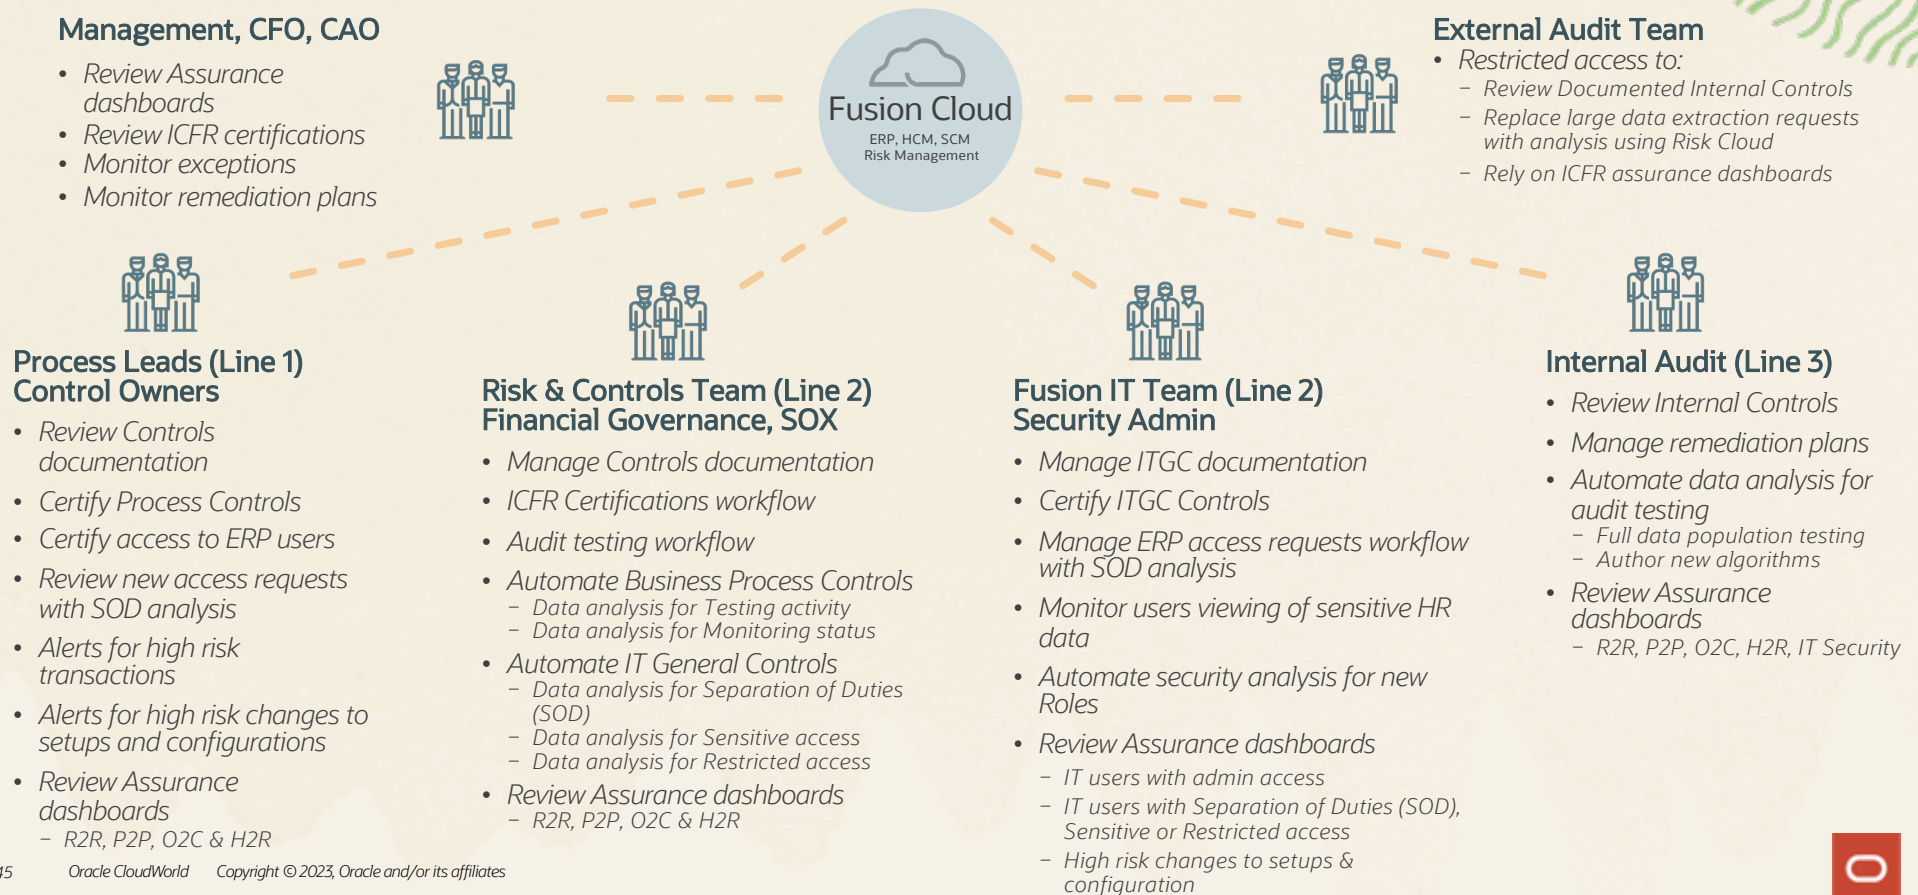 Management, CFO, CAO
• Review Assurance
dashboards
• Review ICFR certifications
• Monitor exceptions
• Monitor remediation plans
Fusion Cloud
ERP, HCM, SCM
Risk Management
External Audit Team
• Restricted access to:
– Review Documented Internal Controls
– Replace large data extraction requests
with analysis using Risk Cloud
– Rely on ICFR assurance dashboards
Process Leads (Line 1)
Control Owners
• Review Controls
documentation
• Certify Process Controls
• Certify access to ERP users
• Review new access requests
with SOD analysis
• Alerts for high risk
transactions
• Alerts for high risk changes to
setups and configurations
• Review Assurance
dashboards
– R2R, P2P, O2C & H2R
Risk & Controls Team (Line 2)
Financial Governance, SOX
• Manage Controls documentation
• ICFR Certifications workflow
• Audit testing workflow
• Automate Business Process Controls
– Data analysis for Testing activity
– Data analysis for Monitoring status
• Automate IT General Controls
– Data analysis for Separation of Duties
(SOD)
– Data analysis for Sensitive access
– Data analysis for Restricted access
• Review Assurance dashboards
– R2R, P2P, O2C & H2R
Fusion IT Team (Line 2)
Security Admin
• Manage ITGC documentation
• Certify ITGC Controls
• Manage ERP access requests workflow
with SOD analysis
• Monitor users viewing of sensitive HR
data
• Automate security analysis for new
Roles
• Review Assurance dashboards
– IT users with admin access
– IT users with Separation of Duties (SOD),
Sensitive or Restricted access
– High risk changes to setups &
configuration
Internal Audit (Line 3)
• Review Internal Controls
• Manage remediation plans
• Automate data analysis for
audit testing
– Full data population testing
– Author new algorithms
• Review Assurance
dashboards
– R2R, P2P, O2C, H2R, IT Security
45 Oracle CloudWorld Copyright © 2023, Oracle and/or its affiliates